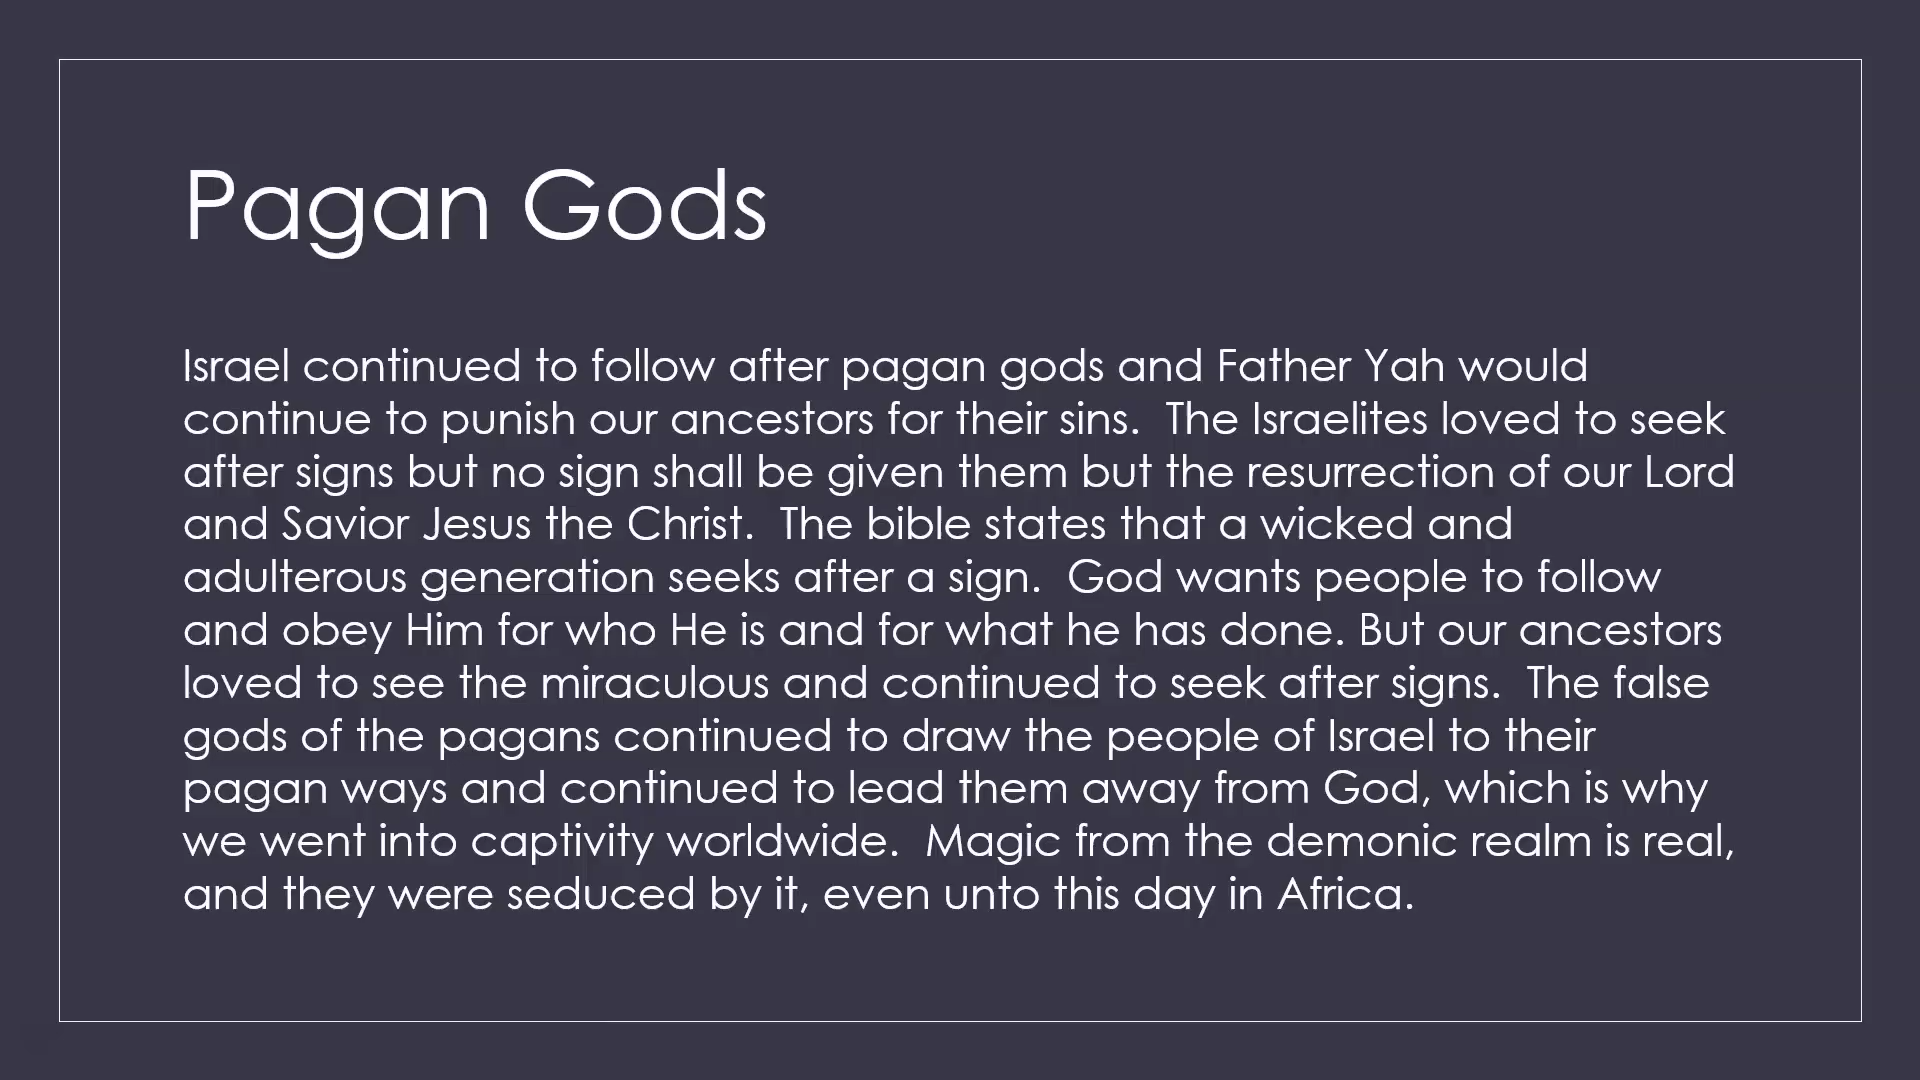 Pagan Gods
Israel continued to follow after pagan gods and Father Yah would
continue to punish our ancestors for their sins.  The Israelites loved to seek
after signs but no sign shall be given them but the resurrection of our Lord
and Savior Jesus the Christ.  The bible states that a wicked and
adulterous generation seeks after a sign.  God wants people to follow
and obey Him for who He is and for what he has done. But our ancestors
loved to see the miraculous and continued to seek after signs.  The false
gods of the pagans continued to draw the people of Israel to their
pagan ways and continued to lead them away from God, which is why
we went into captivity worldwide.  Magic from the demonic realm is real,
and they were seduced by it, even unto this day in Africa.